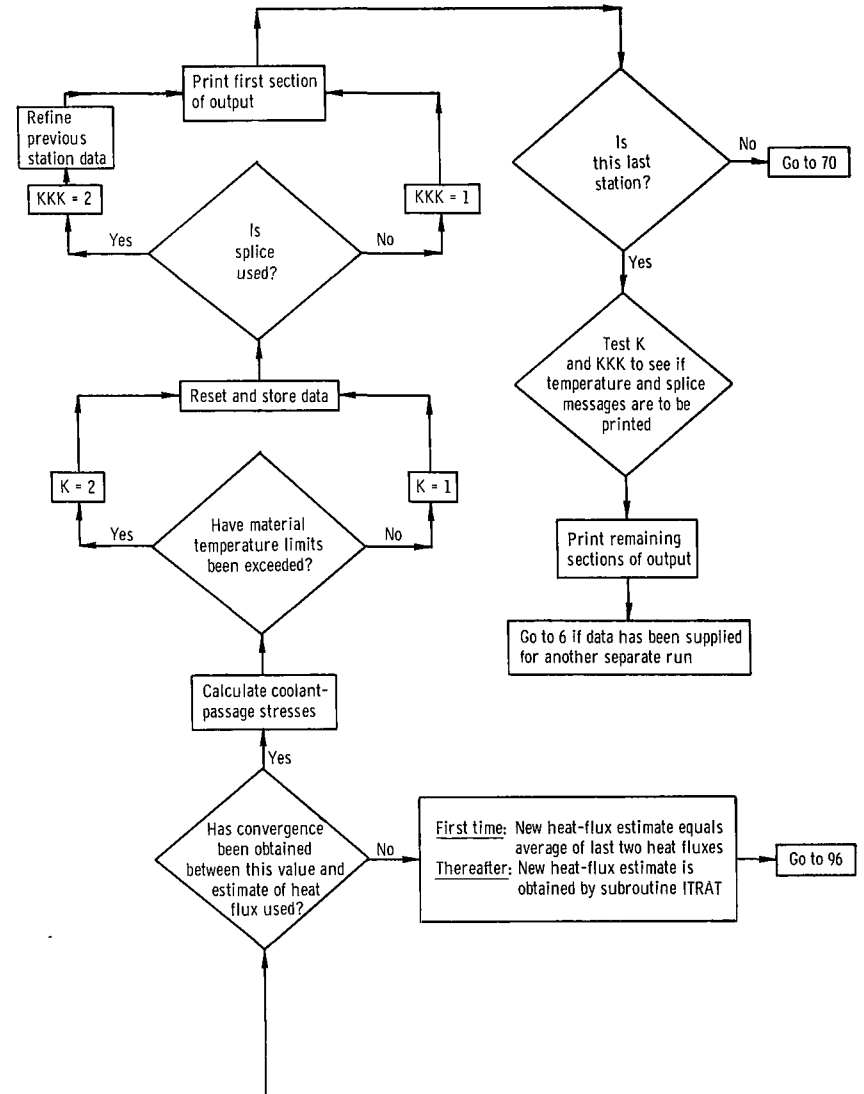 Print first section
of output
Refine
previous
station data
KKK = 2
KKK = 1
Yes
Is
splice
used?
No
Reset and store data
K = 2
K = 1
Yes
Have material
temperature limits
been exceeded?
No
Calculate coolant-
passage stresses
Yes
Has convergence
been obtained
between this value and
estimate of heat
flux used?
No
First time: New heat-flux estimate equals
average of last two heat fluxes
Thereafter: New heat-flux estimate is
obtained by subroutine ITRAT
Go to 96
Is
this last
station?
No
Go to 70
Yes
Test K
and KKK to see if
temperature and splice
messages are to be
printed
Print remaining
sections of output
Go to 6 if data has been supplied
for another separate run